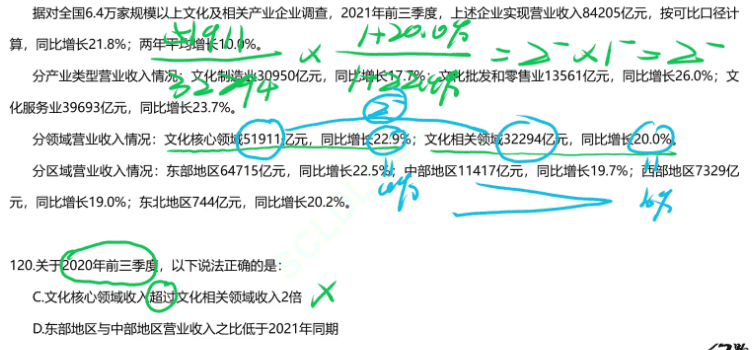 据对全国6.4万家规模以上文化及相关产业企业调查，2021年前三季度，上述企业实现营业收入84205亿元，按可比口径计
算，同比增长21.8%；两年平均增长10.0%。
51911
32294
×
1+20.0%
1+22.9%
=2⁻×1⁻=2⁻
分产业类型营业收入情况：文化制造业30950亿元，同比增长17.7%；文化批发和零售业13561亿元，同比增长26.0%；文
化服务业39693亿元，同比增长23.7%。
2⁻
分领域营业收入情况：文化核心领域51911亿元，同比增长22.9%；文化相关领域32294亿元，同比增长20.0%。
分区域营业收入情况：东部地区64715亿元，同比增长22.5%；中部地区11417亿元，同比增长19.7%；西部地区7329亿
元，同比增长19.0%；东北地区744亿元，同比增长20.2%。
120.关于2020年前三季度，以下说法正确的是：
C.文化核心领域收入超过文化相关领域收入2倍
D.东部地区与中部地区营业收入之比低于2021年同期